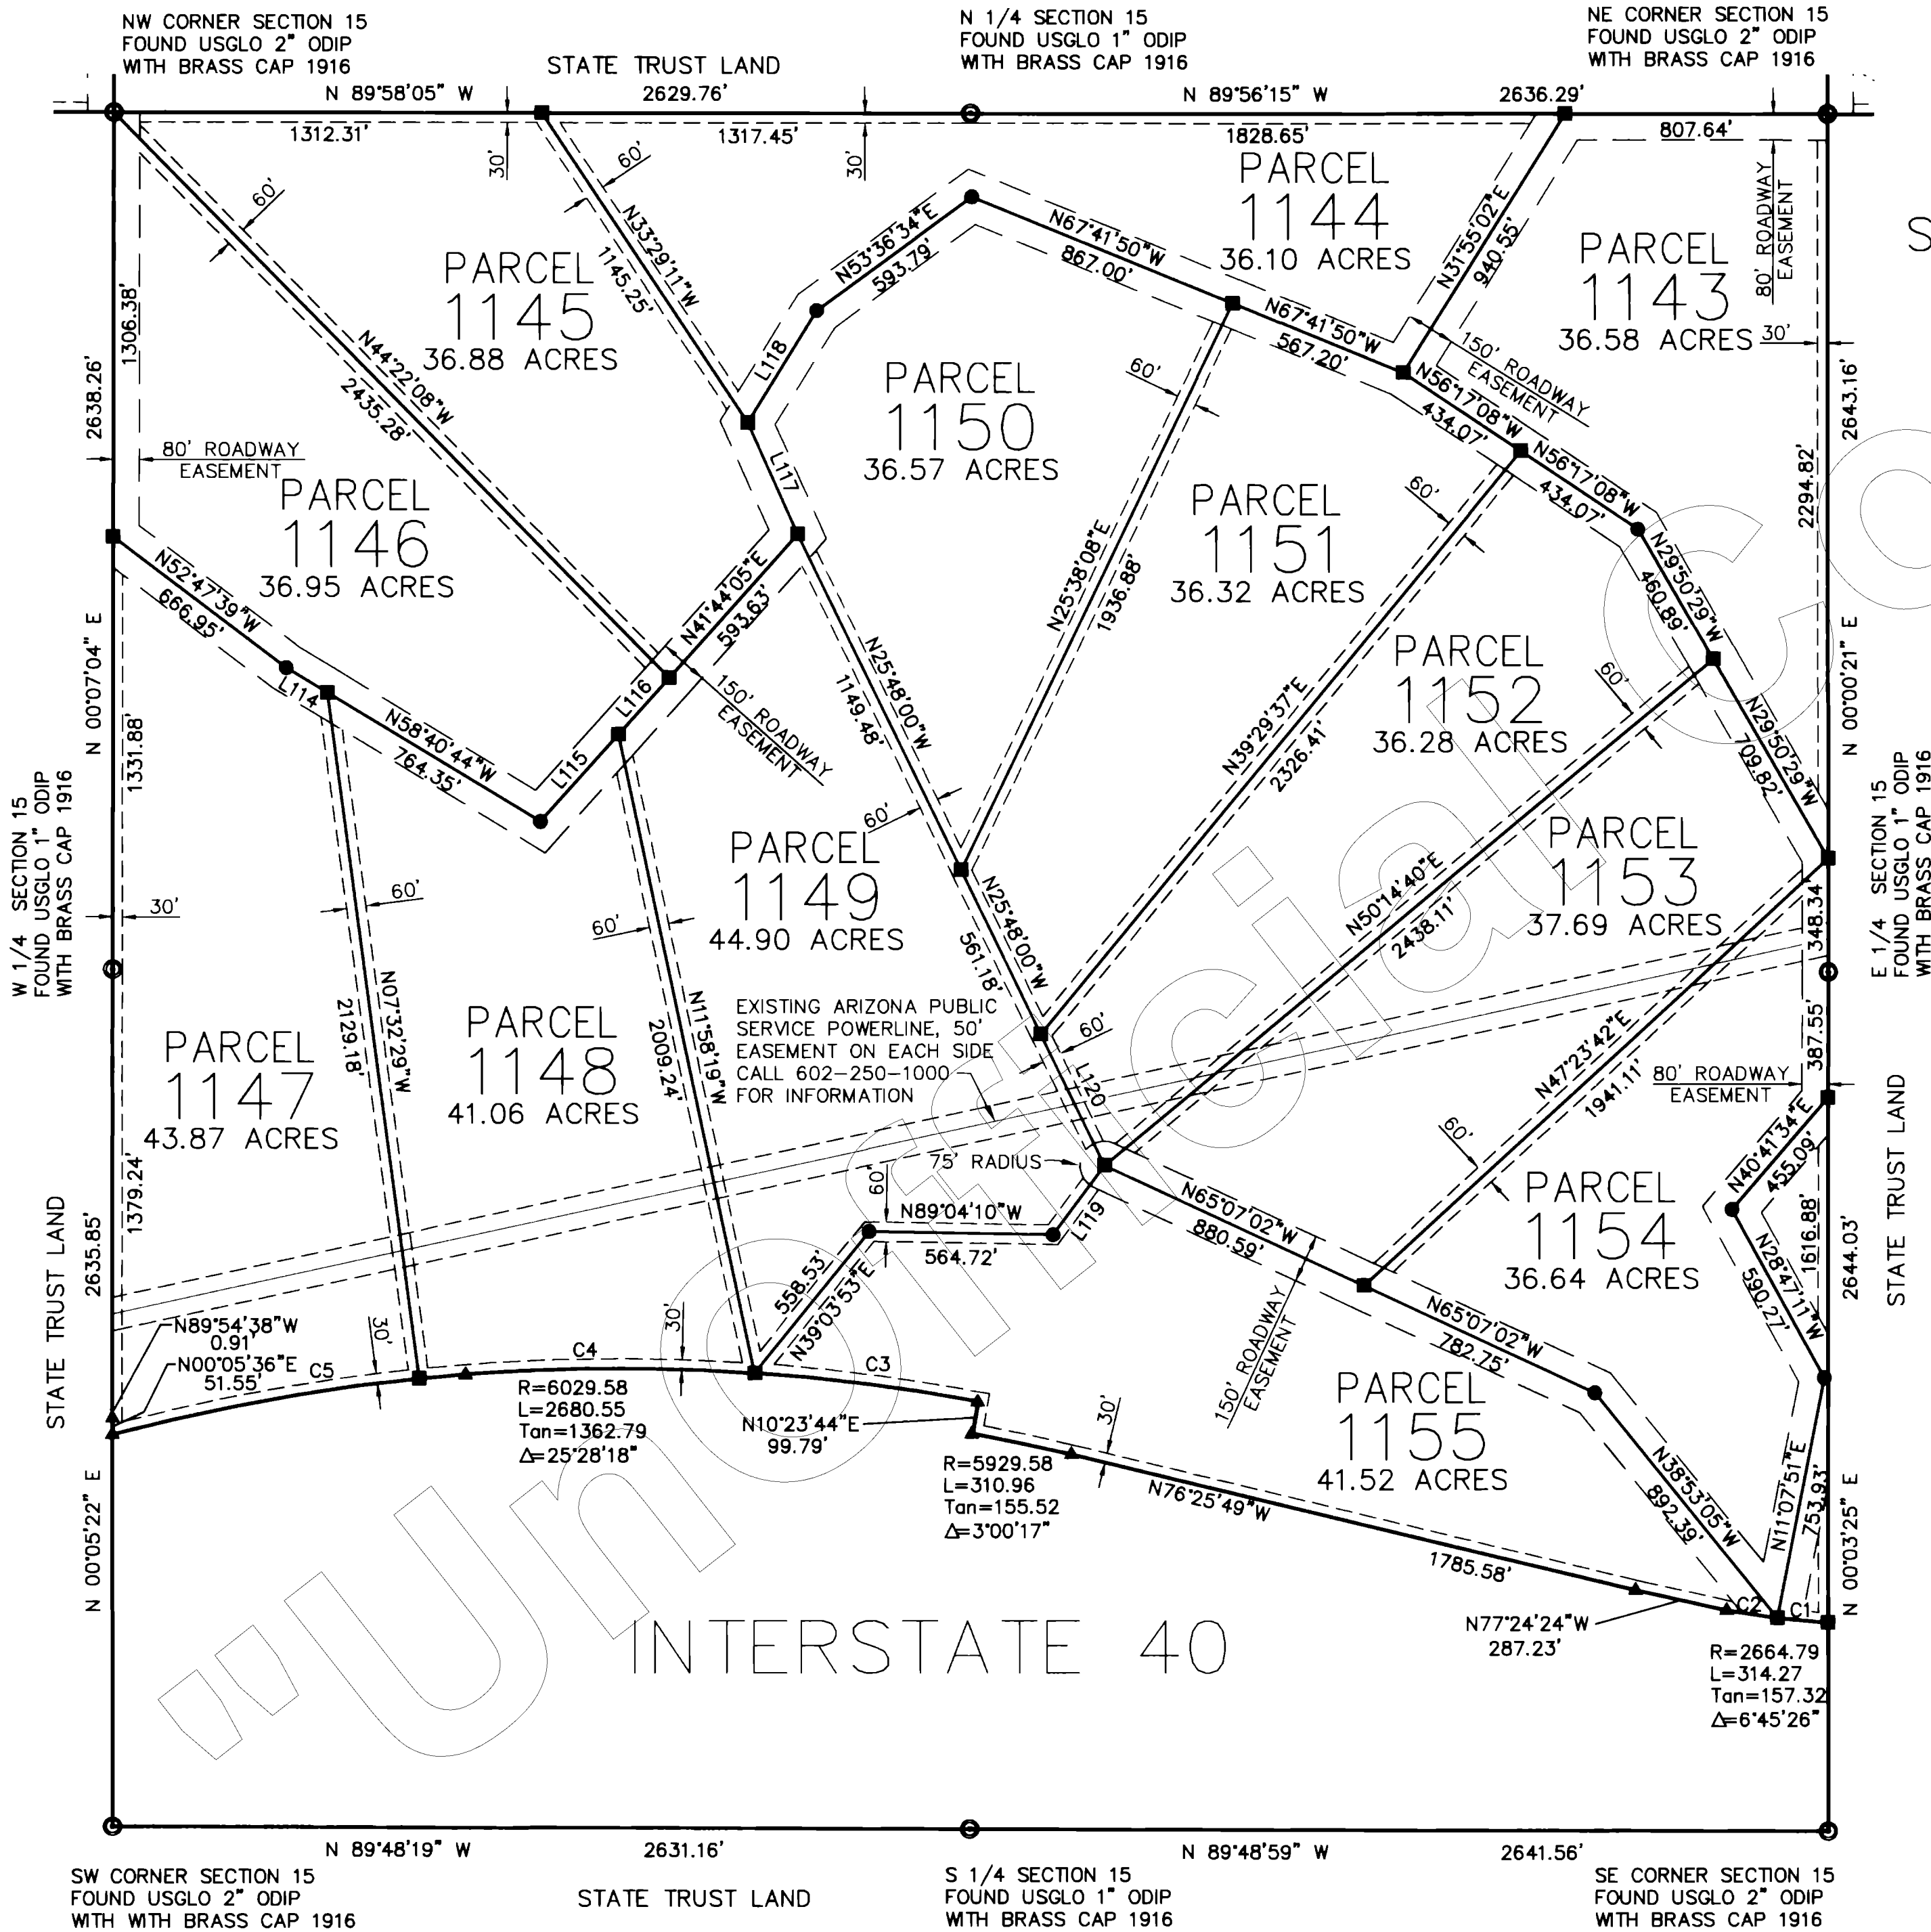 NW CORNER SECTION 15
FOUND USGLO 2" ODIP
WITH BRASS CAP 1916
N 1/4 SECTION 15
FOUND USGLO 1" ODIP
WITH BRASS CAP 1916
NE CORNER SECTION 15
FOUND USGLO 2" ODIP
WITH BRASS CAP 1916
STATE TRUST LAND
N 89°58'05" W
2629.76'
N 89°56'15" W
2636.29'
1312.31'
1317.45'
1828.65'
807.64'
30'
30'
60'
60'
PARCEL
1144
36.10 ACRES
PARCEL
1143
36.58 ACRES
80' ROADWAY
EASEMENT
30'
S
PARCEL
1145
36.88 ACRES
N33°29'11"W
1145.25'
N53°36'34"E
593.79'
N67°41'50"W
867.00'
N31°55'02"E
940.55'
N67°41'50"W
567.20'
150' ROADWAY
EASEMENT
1306.38'
2638.26'
N44°22'08"W
2435.28'
L118
L117
PARCEL
1150
36.57 ACRES
60'
N56°17'08"W
434.07'
N56°17'08"W
434.07'
2643.16'
2294.82'
80' ROADWAY
EASEMENT
PARCEL
1146
36.95 ACRES
PARCEL
1151
36.32 ACRES
60'
N52°47'39"W
666.95'
N41°44'05"E
593.63'
N25°38'08"E
1936.88'
N29°50'29"W
460.89'
N 00°07'04" E
N 00°00'21" E
L114
N58°40'44"W
764.35'
L116
L115
150' ROADWAY
EASEMENT
N25°48'00"W
1149.48'
N39°29'37"E
2326.41'
PARCEL
1152
36.28 ACRES
60'
N29°50'29"W
709.82'
1331.88'
W 1/4 SECTION 15
FOUND USGLO 1" ODIP
WITH BRASS CAP 1916
E 1/4 SECTION 15
FOUND USGLO 1" ODIP
WITH BRASS CAP 1916
60'
PARCEL
1149
44.90 ACRES
PARCEL
1153
37.69 ACRES
N50°14'40"E
2438.11'
348.34'
30'
60'
60'
N25°48'00"W
561.18'
N07°32'29"W
2129.18'
N11°58'19"W
2009.24'
EXISTING ARIZONA PUBLIC
SERVICE POWERLINE, 50'
EASEMENT ON EACH SIDE
CALL 602-250-1000
FOR INFORMATION
60'
L120
N47°23'42"E
1941.11'
387.55'
80' ROADWAY
EASEMENT
PARCEL
1147
43.87 ACRES
PARCEL
1148
41.06 ACRES
1379.24'
2635.85'
STATE TRUST LAND
75' RADIUS
60'
N89°04'10"W
564.72'
L119
N65°07'02"W
880.59'
60'
PARCEL
1154
36.64 ACRES
N40°41'34"E
455.09'
N28°47'11"W
590.27'
1616.88'
2644.03'
STATE TRUST LAND
N89°54'38"W
0.91'
N00°05'36"E
51.55'
C5
30'
C4
30'
558.53'
N39°03'53"E
C3
150' ROADWAY
EASEMENT
N65°07'02"W
782.75'
R=6029.58
L=2680.55
Tan=1362.79
Δ=25°28'18"
N10°23'44"E
99.79'
R=5929.58
L=310.96
Tan=155.52
Δ=3°00'17"
30'
PARCEL
1155
41.52 ACRES
N76°25'49"W
1785.58'
N38°53'05"W
892.39'
N11°07'51"E
753.93'
N 00°05'22" E
N 00°03'25" E
C2
C1
N77°24'24"W
287.23'
INTERSTATE 40
R=2664.79
L=314.27
Tan=157.32
Δ=6°45'26"
N 89°48'19" W
2631.16'
N 89°48'59" W
2641.56'
SW CORNER SECTION 15
FOUND USGLO 2" ODIP
WITH WITH BRASS CAP 1916
STATE TRUST LAND
S 1/4 SECTION 15
FOUND USGLO 1" ODIP
WITH BRASS CAP 1916
SE CORNER SECTION 15
FOUND USGLO 2" ODIP
WITH BRASS CAP 1916
"Unofficial Co